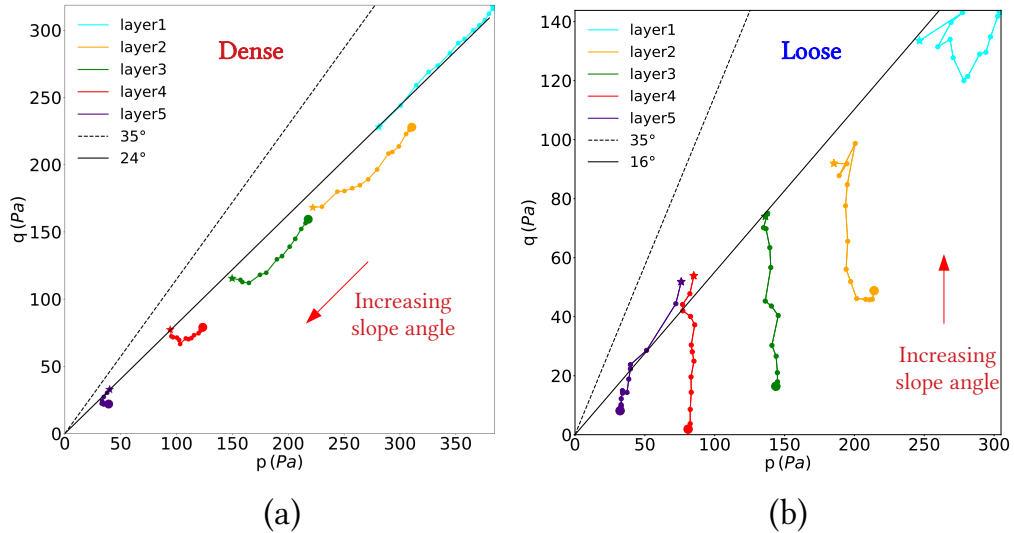 Dense
layer1
layer2
layer3
layer4
layer5
35°
24°
Increasing
slope angle
300
250
200
150
100
50
0
0
50
100
150
200
250
300
350
q (Pa)
p (Pa)
(a)
Loose
layer1
layer2
layer3
layer4
layer5
35°
16°
Increasing
slope angle
140
120
100
80
60
40
20
0
0
50
100
150
200
250
300
q (Pa)
p (Pa)
(b)